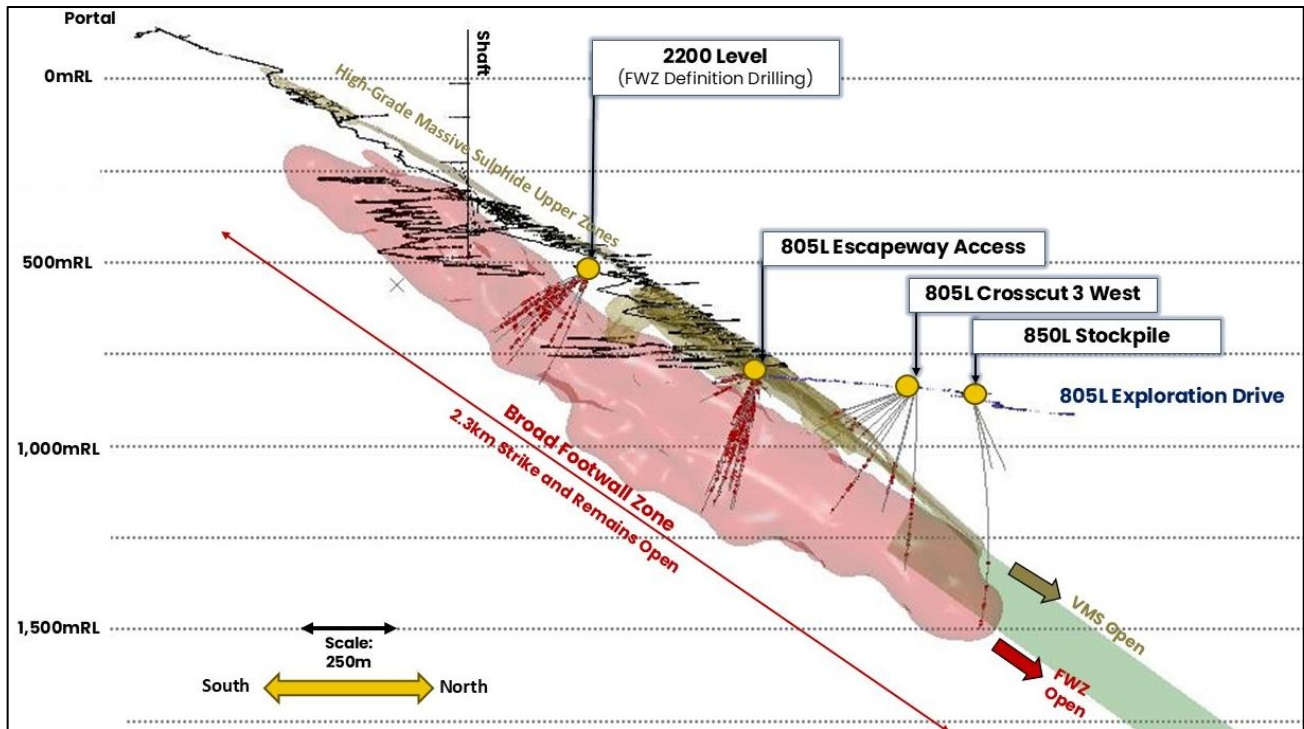 Portal
Shaft
2200 Level
(FWZ Definition Drilling)
0mRL
High-Grade Massive Sulphide Upper Zones
805L Escapeway Access
500mRL
805L Crosscut 3 West
850L Stockpile
805L Exploration Drive
Broad Footwall Zone
2.3km Strike and Remains Open
1,000mRL
VMS Open
1,500mRL
Scale:
250m
FWZ
Open
South
North